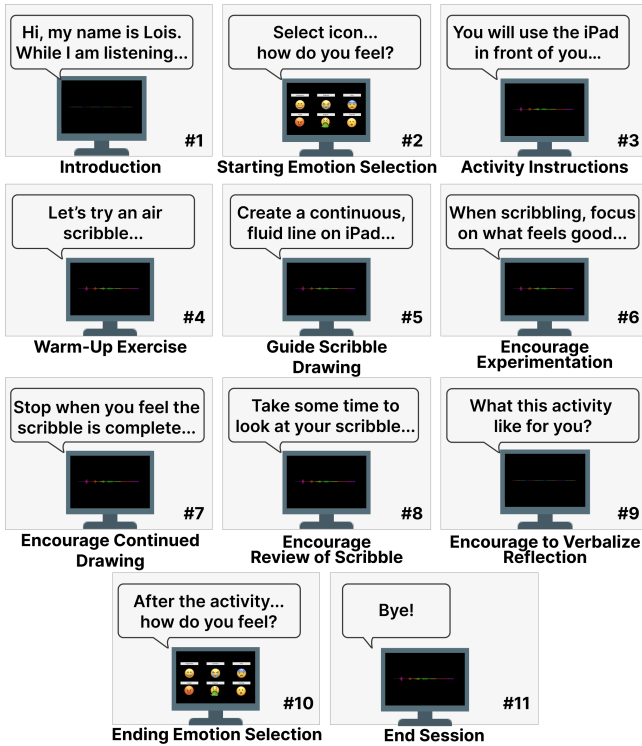 Hi, my name is Lois.
While I am listening...
#1
Introduction
Select icon...
how do you feel?
#2
Starting Emotion Selection
You will use the iPad
in front of you...
#3
Activity Instructions
Let's try an air
scribble...
#4
Warm-Up Exercise
Create a continuous,
fluid line on iPad...
#5
Guide Scribble
Drawing
When scribbling, focus
on what feels good...
#6
Encourage
Experimentation
Stop when you feel the
scribble is complete...
#7
Encourage Continued
Drawing
Take some time to
look at your scribble...
#8
Encourage
Review of Scribble
What this activity
like for you?
#9
Encourage to Verbalize
Reflection
After the activity...
how do you feel?
#10
Ending Emotion Selection
Bye!
#11
End Session